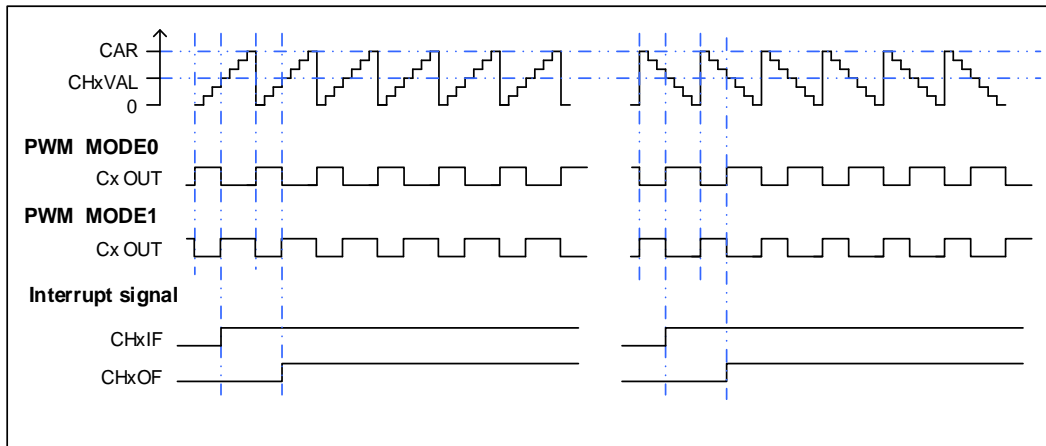 CAR
CHxVAL
0
PWM MODE0
Cx OUT
PWM MODE1
Cx OUT
Interrupt signal
CHxIF
CHxOF